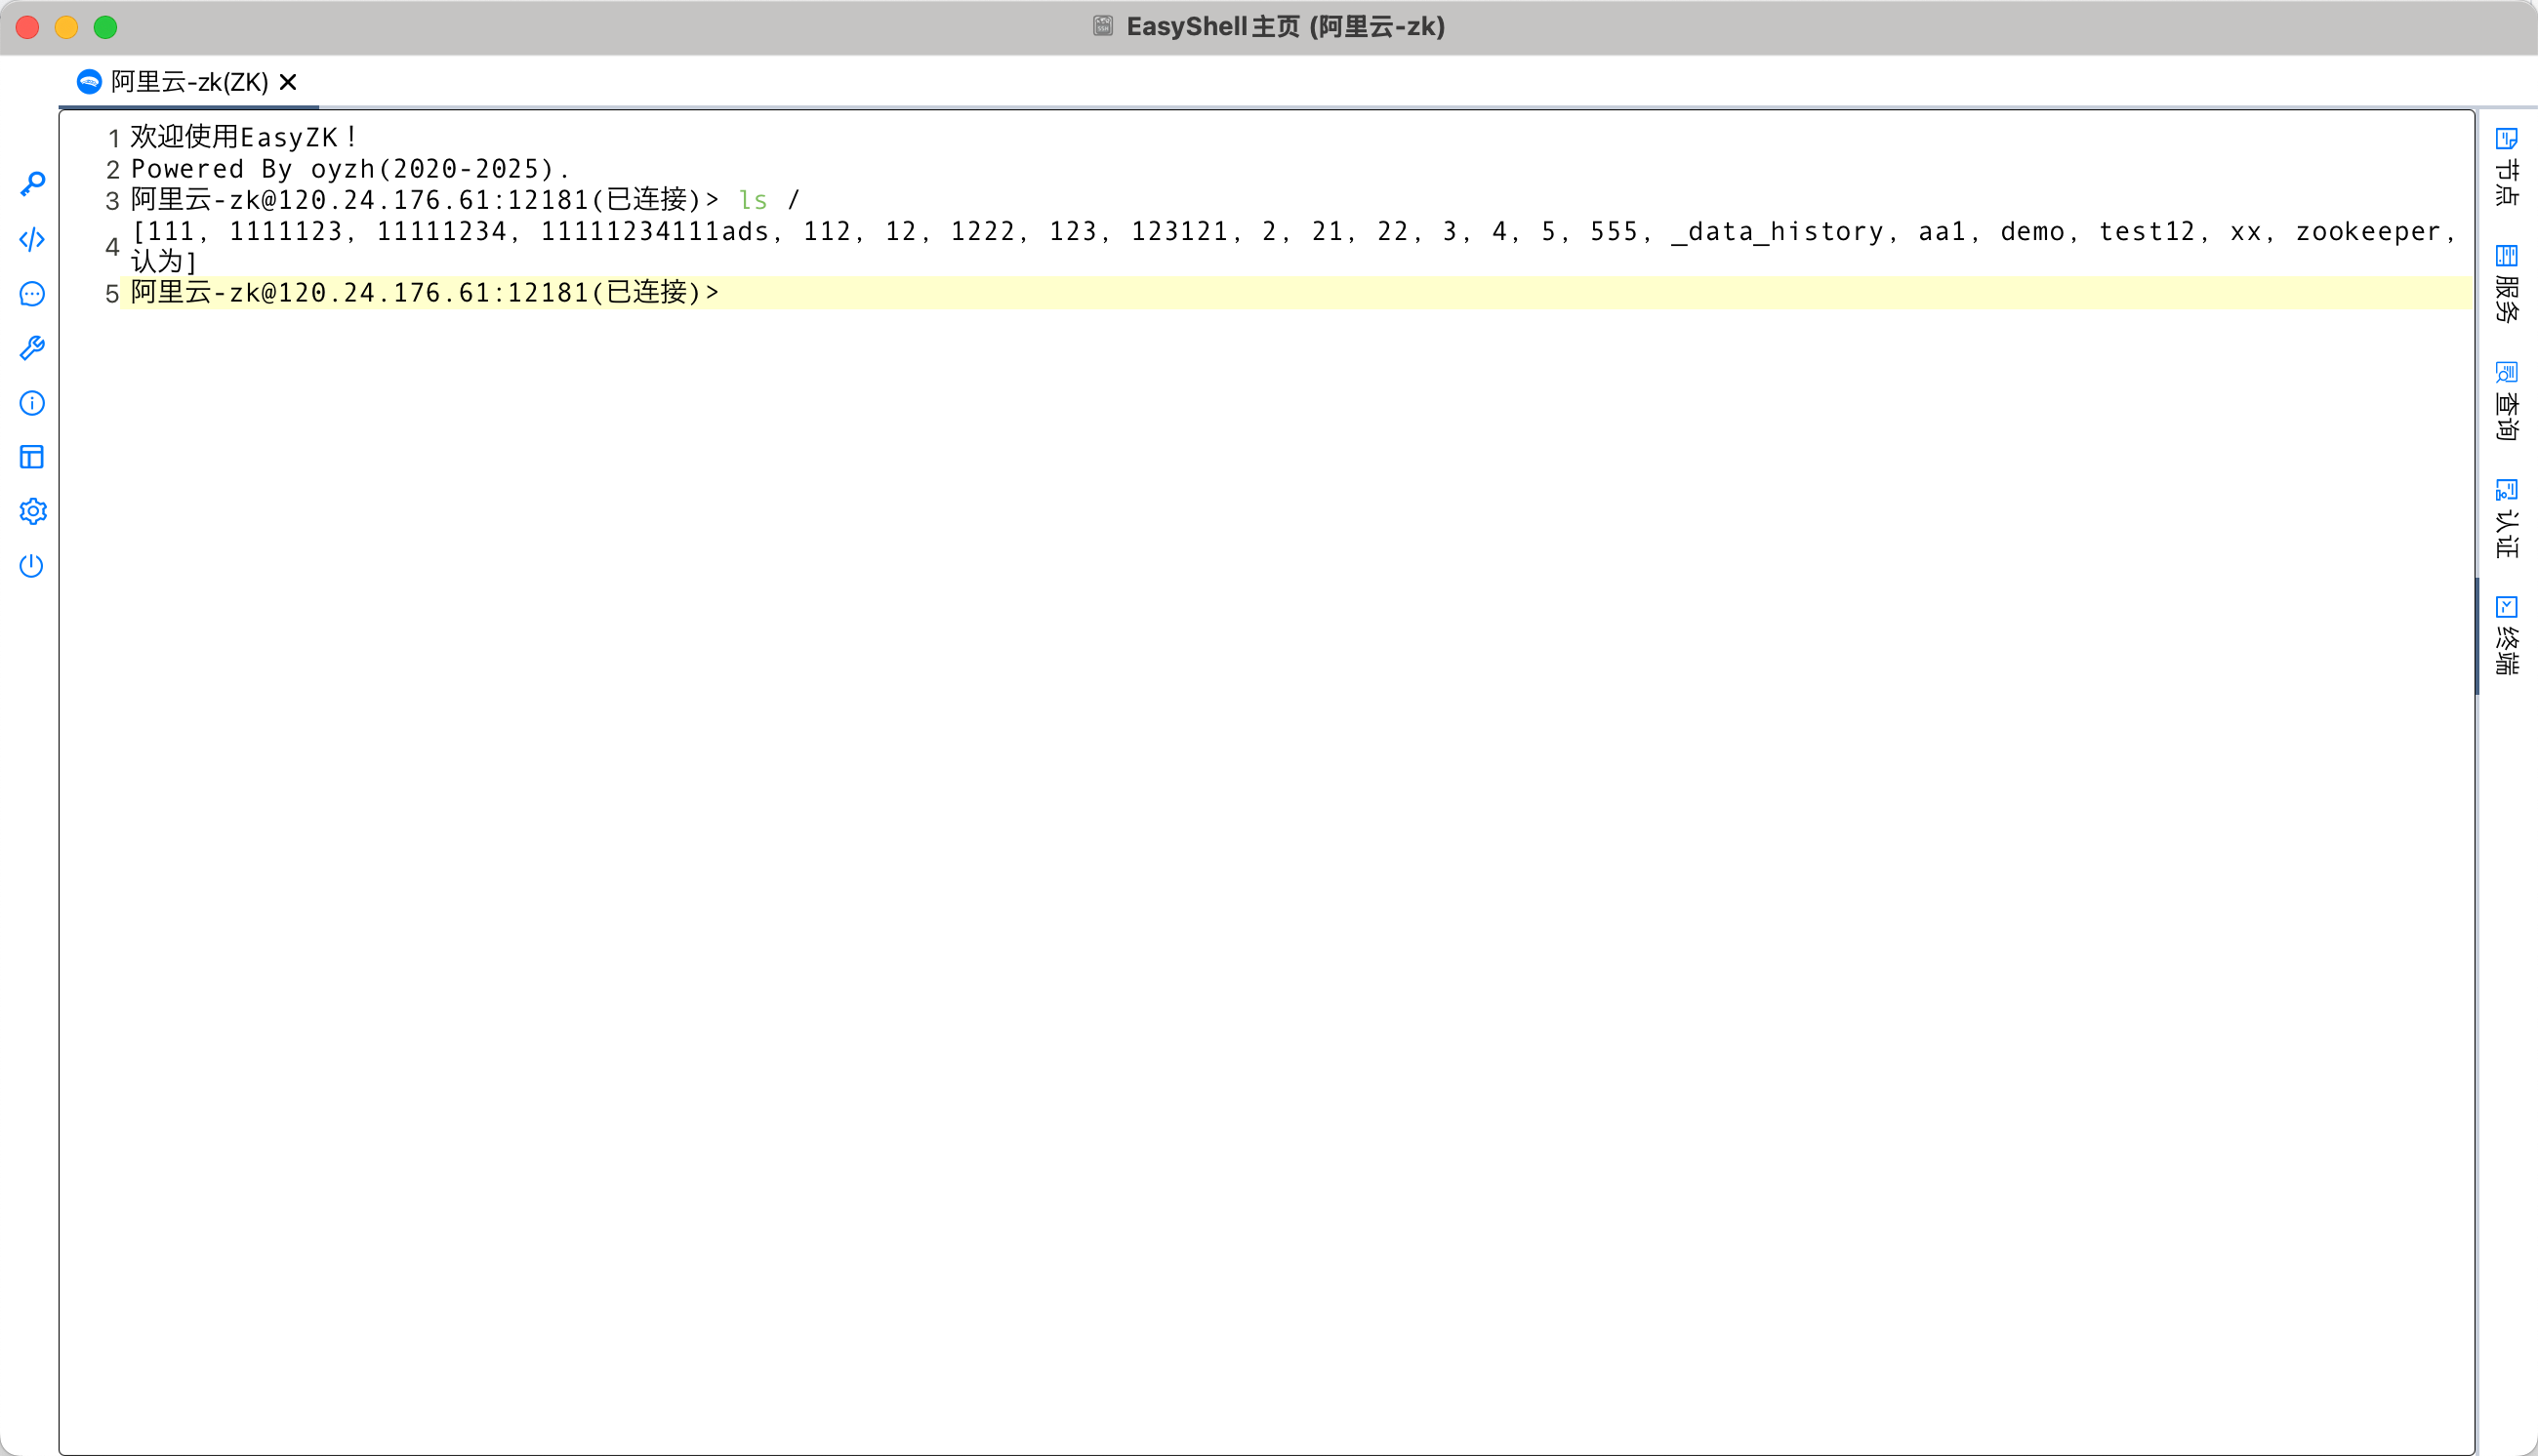 EasyShell主页 (阿里云-zk)
阿里云-zk(ZK)
1 欢迎使用EasyZK！
2 Powered By oyzh(2020-2025).
3 阿里云-zk@120.24.176.61:12181(已连接)> ls /
4 [111, 1111123, 11111234, 11111234111ads, 112, 12, 1222, 123, 123121, 2, 21, 22, 3, 4, 5, 555, _data_history, aa1, demo, test12, xx, zookeeper,
认为]
5 阿里云-zk@120.24.176.61:12181(已连接)>
节点
服务
查询
认证
终端